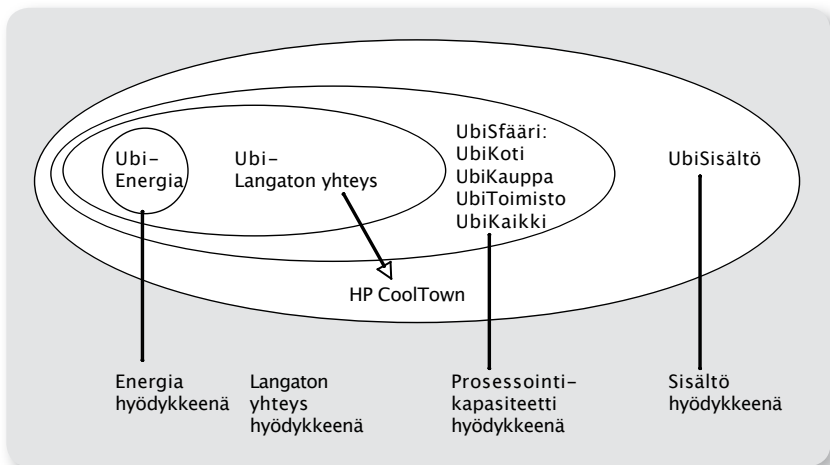 Ubi-
Energia
Ubi-
Langaton yhteys
UbiSfääri:
UbiKoti
UbiKauppa
UbiToimisto
UbiKaikki
UbiSisältö
HP CoolTown
Energia
hyödykkeenä
Langaton
yhteys
hyödykkeenä
Prosessointi-
kapasiteetti
hyödykkeenä
Sisältö
hyödykkeenä